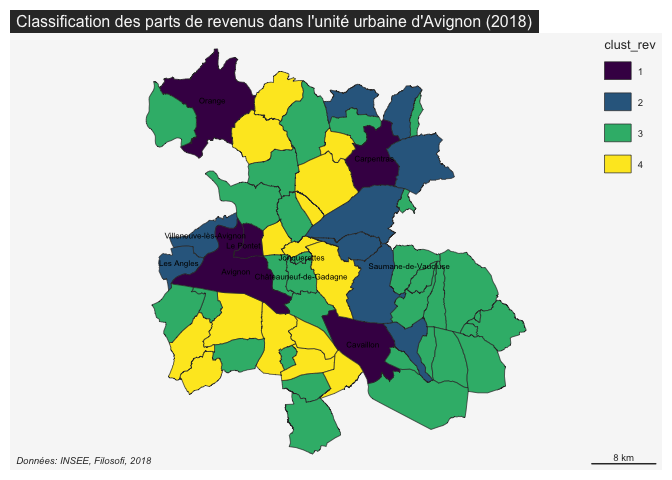 Classification des parts de revenus dans l'unité urbaine d'Avignon (2018)
clust_rev
1
2
3
4
Orange
Carpentras
Villeneuve-lès-Avignon
Le Pontet
Jonquerettes
Les Angles
Saumane-de-Vaucluse
Avignon
Châteauneuf-de-Gadagne
Cavaillon
Données: INSEE, Filosofi, 2018
8 km